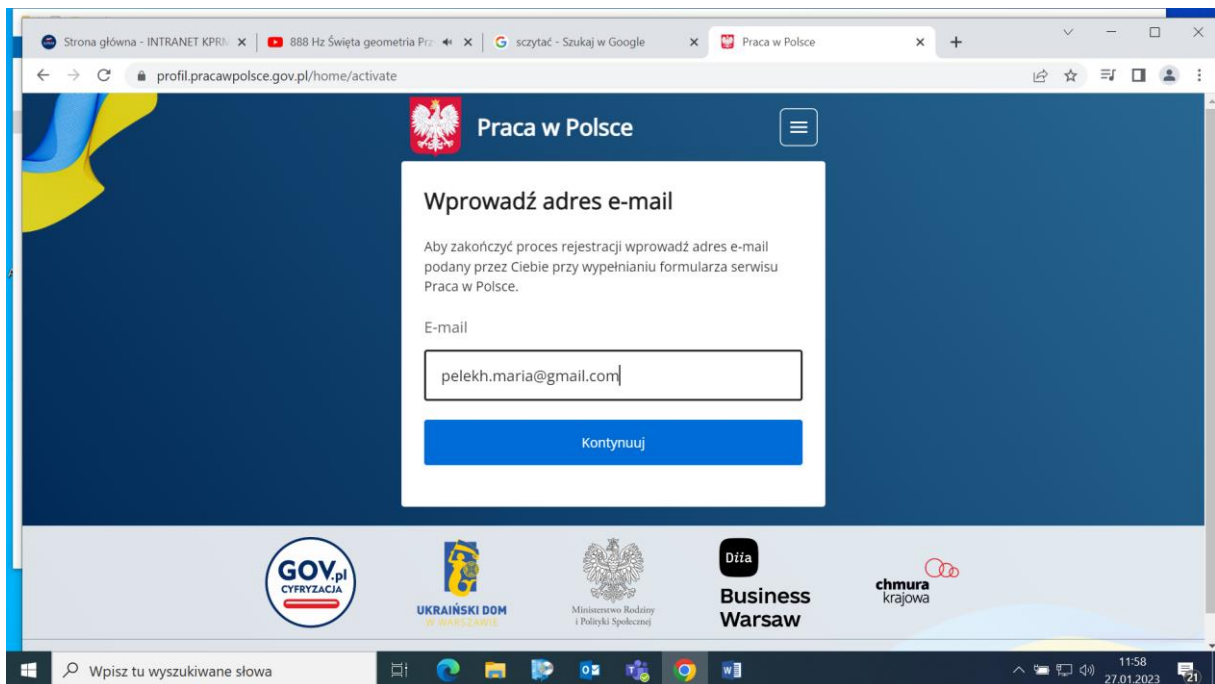 Strona główna - INTRANET KPRM
888 Hz Święta geometria Prz
sczytać - Szukaj w Google
Praca w Polsce
profil.pracawpolsce.gov.pl/home/activate
Praca w Polsce
Wprowadź adres e-mail
Aby zakończyć proces rejestracji wprowadź adres e-mail
podany przez Ciebie przy wypełnianiu formularza serwisu
Praca w Polsce.
E-mail
pelekh.maria@gmail.com
Kontynuuj
GOV.pl
CYFRYZACJA
UKRAIŃSKI DOM
W WARSZAWIE
Ministerstwo Rodziny
i Polityki Społecznej
Diia
Business
Warsaw
chmura
krajowa
Wpisz tu wyszukiwane słowa
11:58
27.01.2023
21